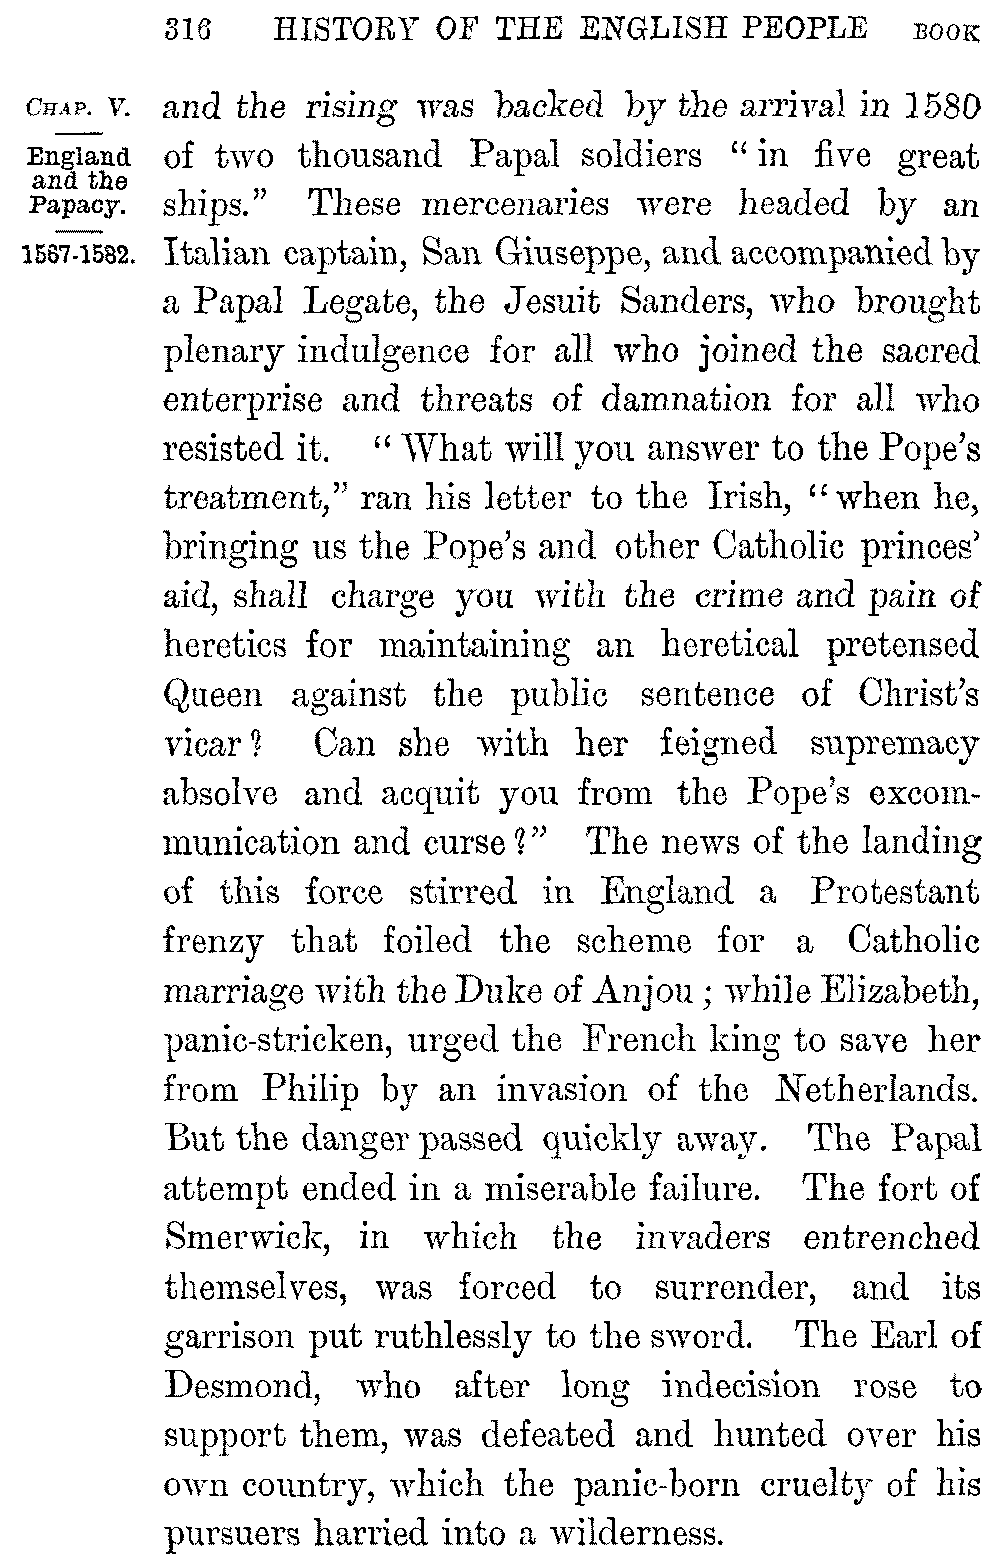 316 HISTORY OF THE ENGLISH PEOPLE BOOK
CHAP. V.
England
and the
Papacy.
1567-1582.
and the rising was backed by the arrival in 1580
of two thousand Papal soldiers "in five great
ships." These mercenaries were headed by an
Italian captain, San Giuseppe, and accompanied by
a Papal Legate, the Jesuit Sanders, who brought
plenary indulgence for all who joined the sacred
enterprise and threats of damnation for all who
resisted it. "What will you answer to the Pope's
treatment," ran his letter to the Irish, "when he,
bringing us the Pope's and other Catholic princes'
aid, shall charge you with the crime and pain of
heretics for maintaining an heretical pretensed
Queen against the public sentence of Christ's
vicar? Can she with her feigned supremacy
absolve and acquit you from the Pope's excom-
munication and curse?" The news of the landing
of this force stirred in England a Protestant
frenzy that foiled the scheme for a Catholic
marriage with the Duke of Anjou; while Elizabeth,
panic-stricken, urged the French king to save her
from Philip by an invasion of the Netherlands.
But the danger passed quickly away. The Papal
attempt ended in a miserable failure. The fort of
Smerwick, in which the invaders entrenched
themselves, was forced to surrender, and its
garrison put ruthlessly to the sword. The Earl of
Desmond, who after long indecision rose to
support them, was defeated and hunted over his
own country, which the panic-born cruelty of his
pursuers harried into a wilderness.